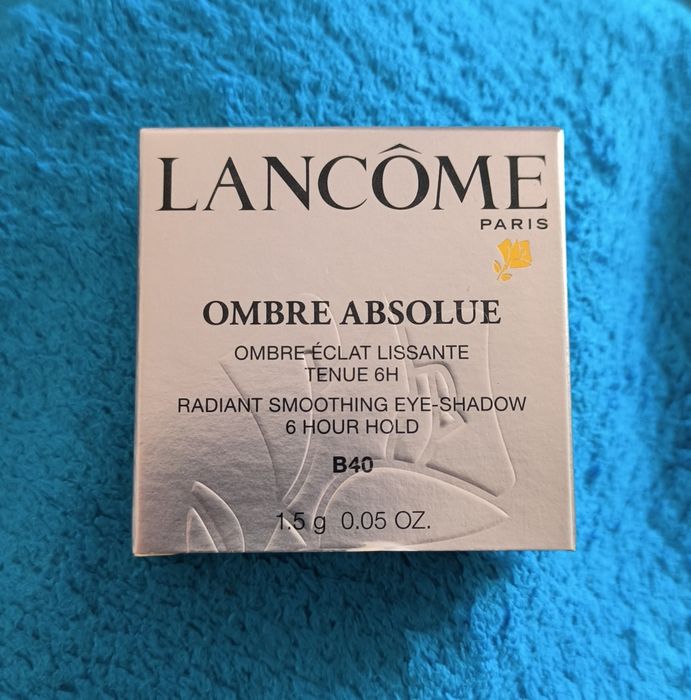 LANCÔME
PARIS
OMBRE ABSOLUE
OMBRE ÉCLAT LISSANTE
TENUE 6H
RADIANT SMOOTHING EYE-SHADOW
6 HOUR HOLD
B40
1.5 g 0.05 OZ.